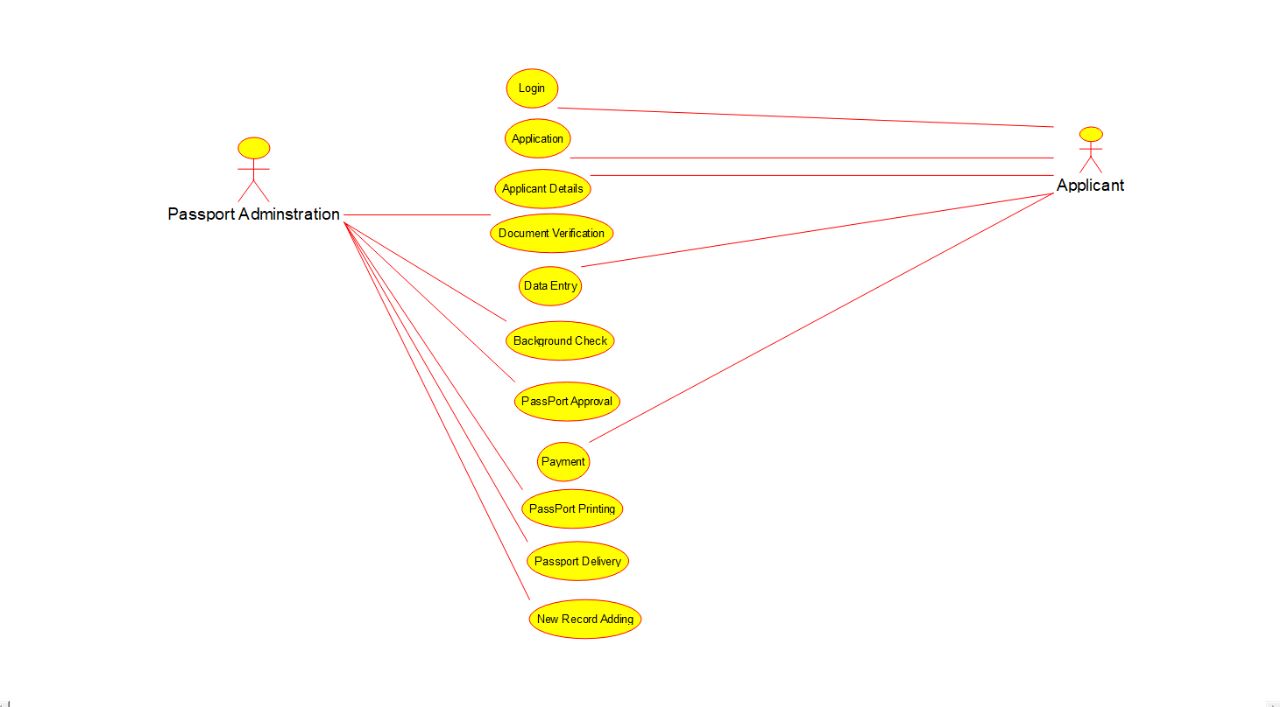 Login
Application
Applicant Details
Applicant
Passport Adminstration
Document Verification
Data Entry
Background Check
PassPort Approval
Payment
PassPort Printing
Passport Delivery
New Record Adding